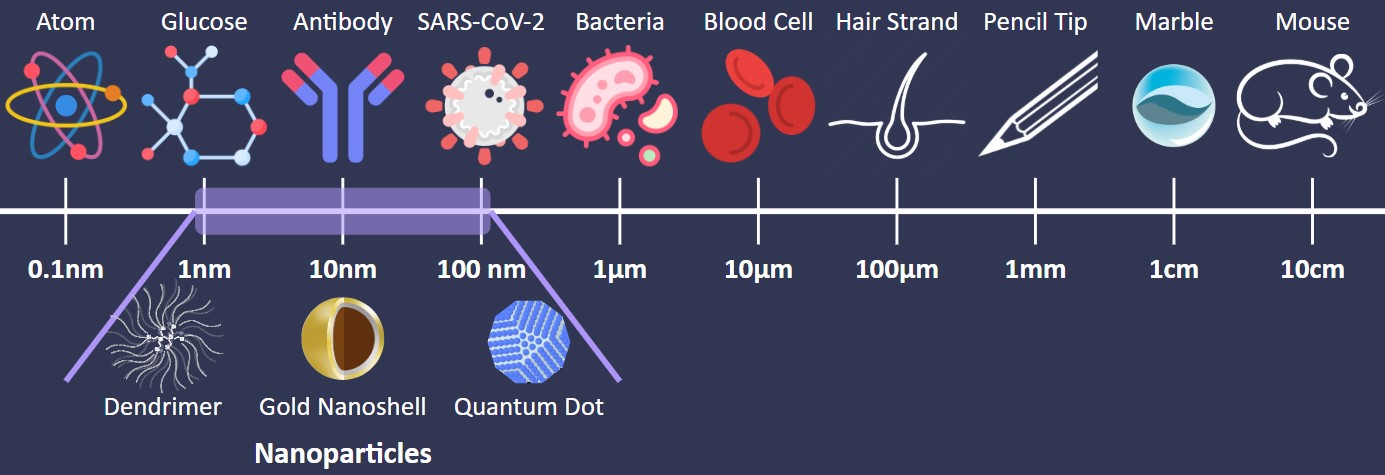 Atom
Glucose
Antibody
SARS-CoV-2
Bacteria
Blood Cell
Hair Strand
Pencil Tip
Marble
Mouse
0.1nm
1nm
10nm
100 nm
1μm
10μm
100μm
1mm
1cm
10cm
Dendrimer
Gold Nanoshell
Quantum Dot
Nanoparticles